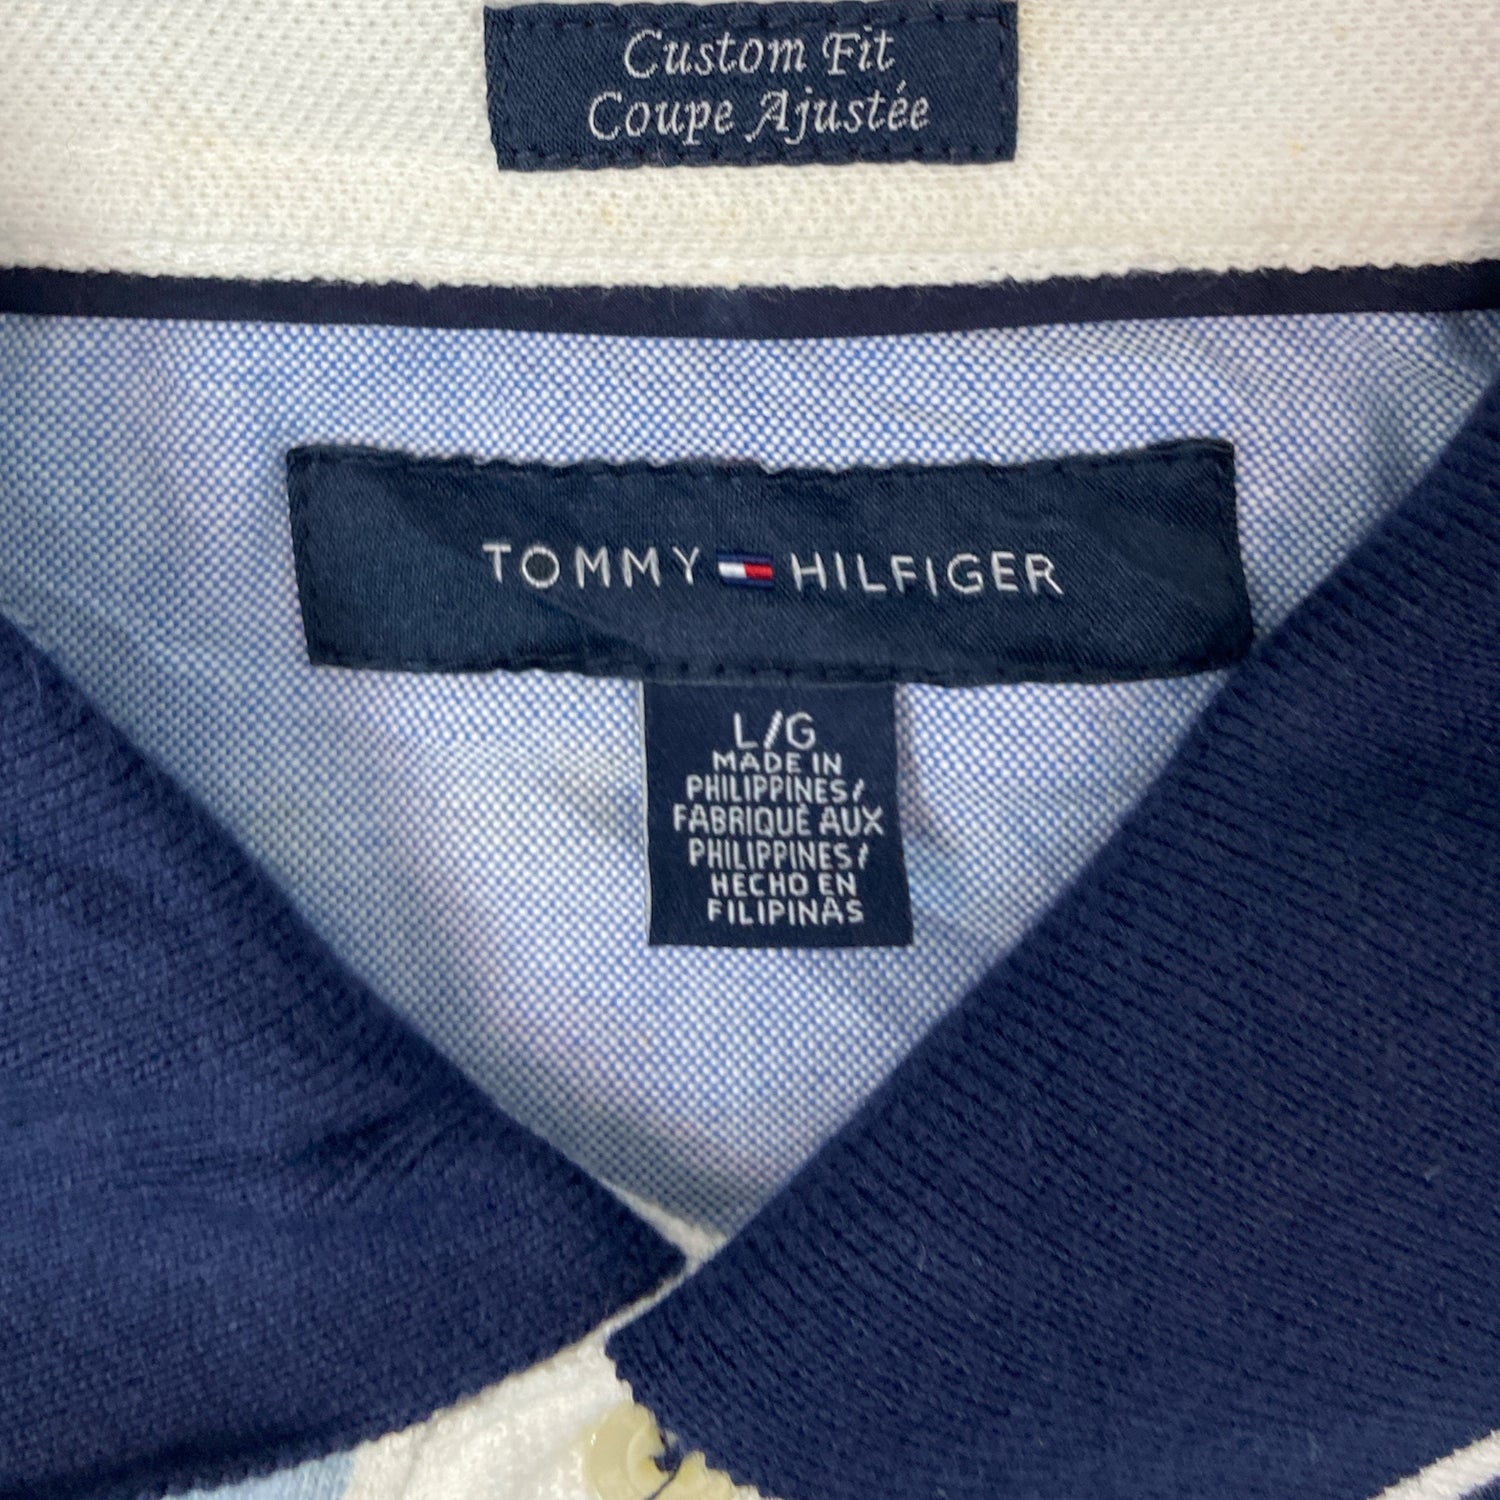 Custom Fit
Coupe Ajustée
TOMMY HILFIGER
L/G
MADE IN
PHILIPPINES/
FABRIQUÉ AUX
PHILIPPINES/
HECHO EN
FILIPINAS